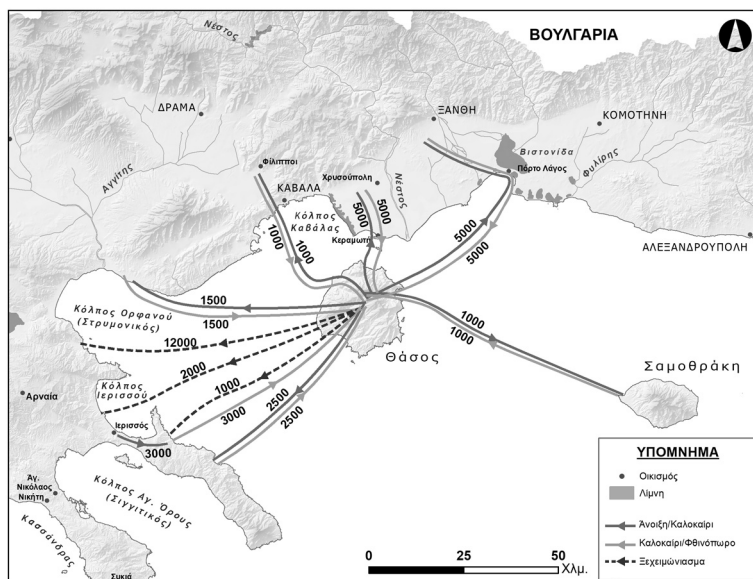 ΒΟΥΛΓΑΡΙΑ
Νέστος
ΔΡΑΜΑ
ΞΑΝΘΗ
ΚΟΜΟΤΗΝΗ
Βιστονίδα
Φίλιπποι
Πόρτο Λάγος
Φυλίρης
Αγγίτης
Χρυσούπολη
Νέστος
ΚΑΒΑΛΑ
Κόλπος
Καβάλας
5000
5000
Κεραμωτή
1000
1000
5000
5000
ΑΛΕΞΑΝΔΡΟΥΠΟΛΗ
1500
1500
Κόλπος Ορφανού
(Στρυμονικός)
12000
1000
1000
Θάσος
Σαμοθράκη
2000
1000
Κόλπος
Ιερισσού
Αρναία
3000
2500
2500
Ιερισσός
3000
Άγ.
Νικόλαος
Νικήτη
Κόλπος Αγ. Όρους
(Σιγγιτικός)
Κασσάνδρας
Συκιά
ΥΠΟΜΝΗΜΑ
Οικισμός
Λίμνη
Άνοιξη/Καλοκαίρι
Καλοκαίρι/Φθινόπωρο
Ξεχειμώνιασμα
0 25 50 Χλμ.